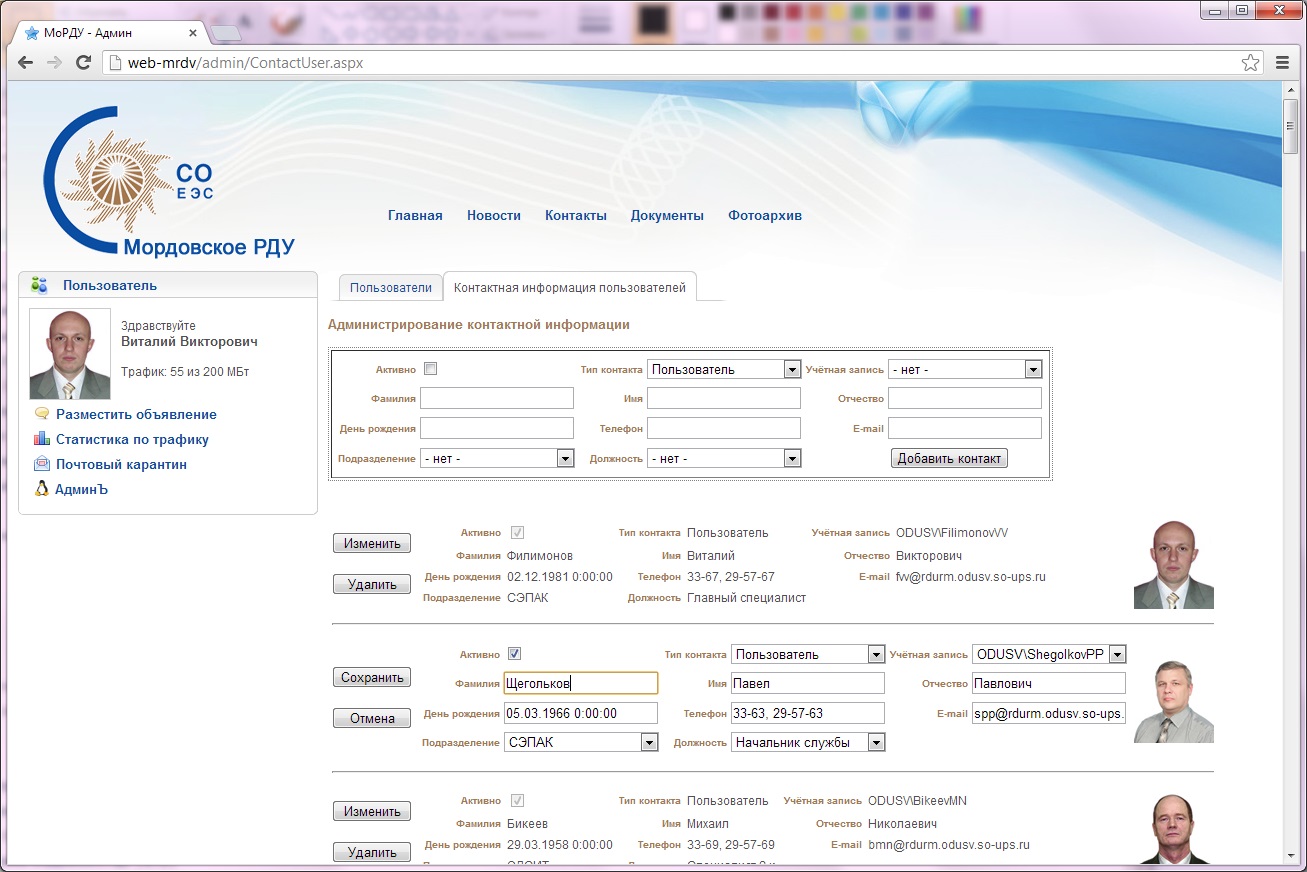 МоРДУ - Админ
web-mrdv/admin/ContactUser.aspx
СО
ЕЭС
Мордовское РДУ
Главная Новости Контакты Документы Фотоархив
Пользователь
Здравствуйте
Виталий Викторович
Трафик: 55 из 200 МБт
Разместить объявление
Статистика по трафику
Почтовый карантин
АдминЪ
Пользователи Контактная информация пользователей
Администрирование контактной информации
Активно Тип контакта Пользователь Учётная запись - нет -
Фамилия Имя Отчество
День рождения Телефон E-mail
Подразделение - нет - Должность - нет - Добавить контакт
Изменить
Удалить
Активно Тип контакта Пользователь Учётная запись ODUSV\FilimonovVV
Фамилия Филимонов Имя Виталий Отчество Викторович
День рождения 02.12.1981 0:00:00 Телефон 33-67, 29-57-67 E-mail fvv@rdurm.odusv.so-ups.ru
Подразделение СЭПАК Должность Главный специалист
Сохранить
Отмена
Активно Тип контакта Пользователь Учётная запись ODUSV\ShegolkovPP
Фамилия Щегольков Имя Павел Отчество Павлович
День рождения 05.03.1966 0:00:00 Телефон 33-63, 29-57-63 E-mail spp@rdurm.odusv.so-ups.
Подразделение СЭПАК Должность Начальник службы
Изменить
Удалить
Активно Тип контакта Пользователь Учётная запись ODUSV\BikeevMN
Фамилия Бикеев Имя Михаил Отчество Николаевич
День рождения 29.03.1958 0:00:00 Телефон 33-69, 29-57-69 E-mail bmn@rdurm.odusv.so-ups.ru